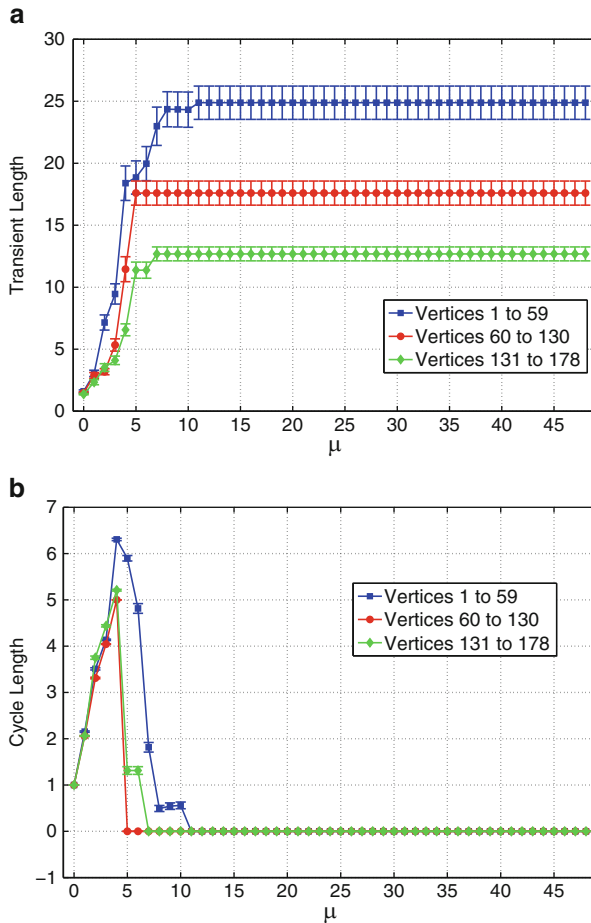 a
30
25
20
15
10
5
0
Transient Length
Vertices 1 to 59
Vertices 60 to 130
Vertices 131 to 178
0 5 10 15 20 25 30 35 40 45
μ
b
7
6
5
4
3
2
1
0
−1
Cycle Length
Vertices 1 to 59
Vertices 60 to 130
Vertices 131 to 178
0 5 10 15 20 25 30 35 40 45
μ